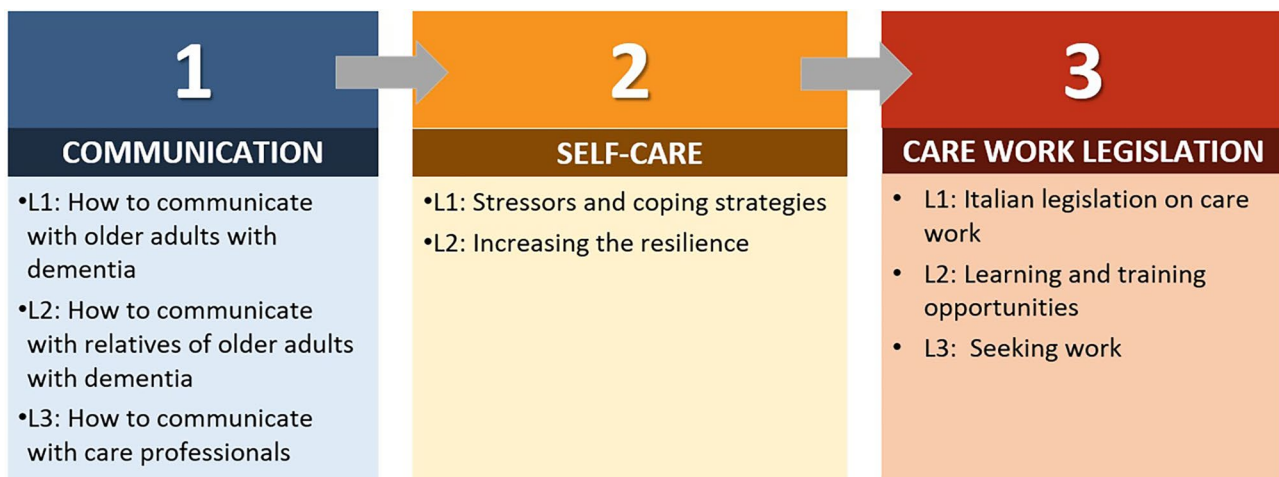 1
COMMUNICATION
•L1: How to communicate
with older adults with
dementia
•L2: How to communicate
with relatives of older adults
with dementia
•L3: How to communicate
with care professionals
2
SELF-CARE
•L1: Stressors and coping strategies
•L2: Increasing the resilience
3
CARE WORK LEGISLATION
• L1: Italian legislation on care
work
• L2: Learning and training
opportunities
• L3: Seeking work